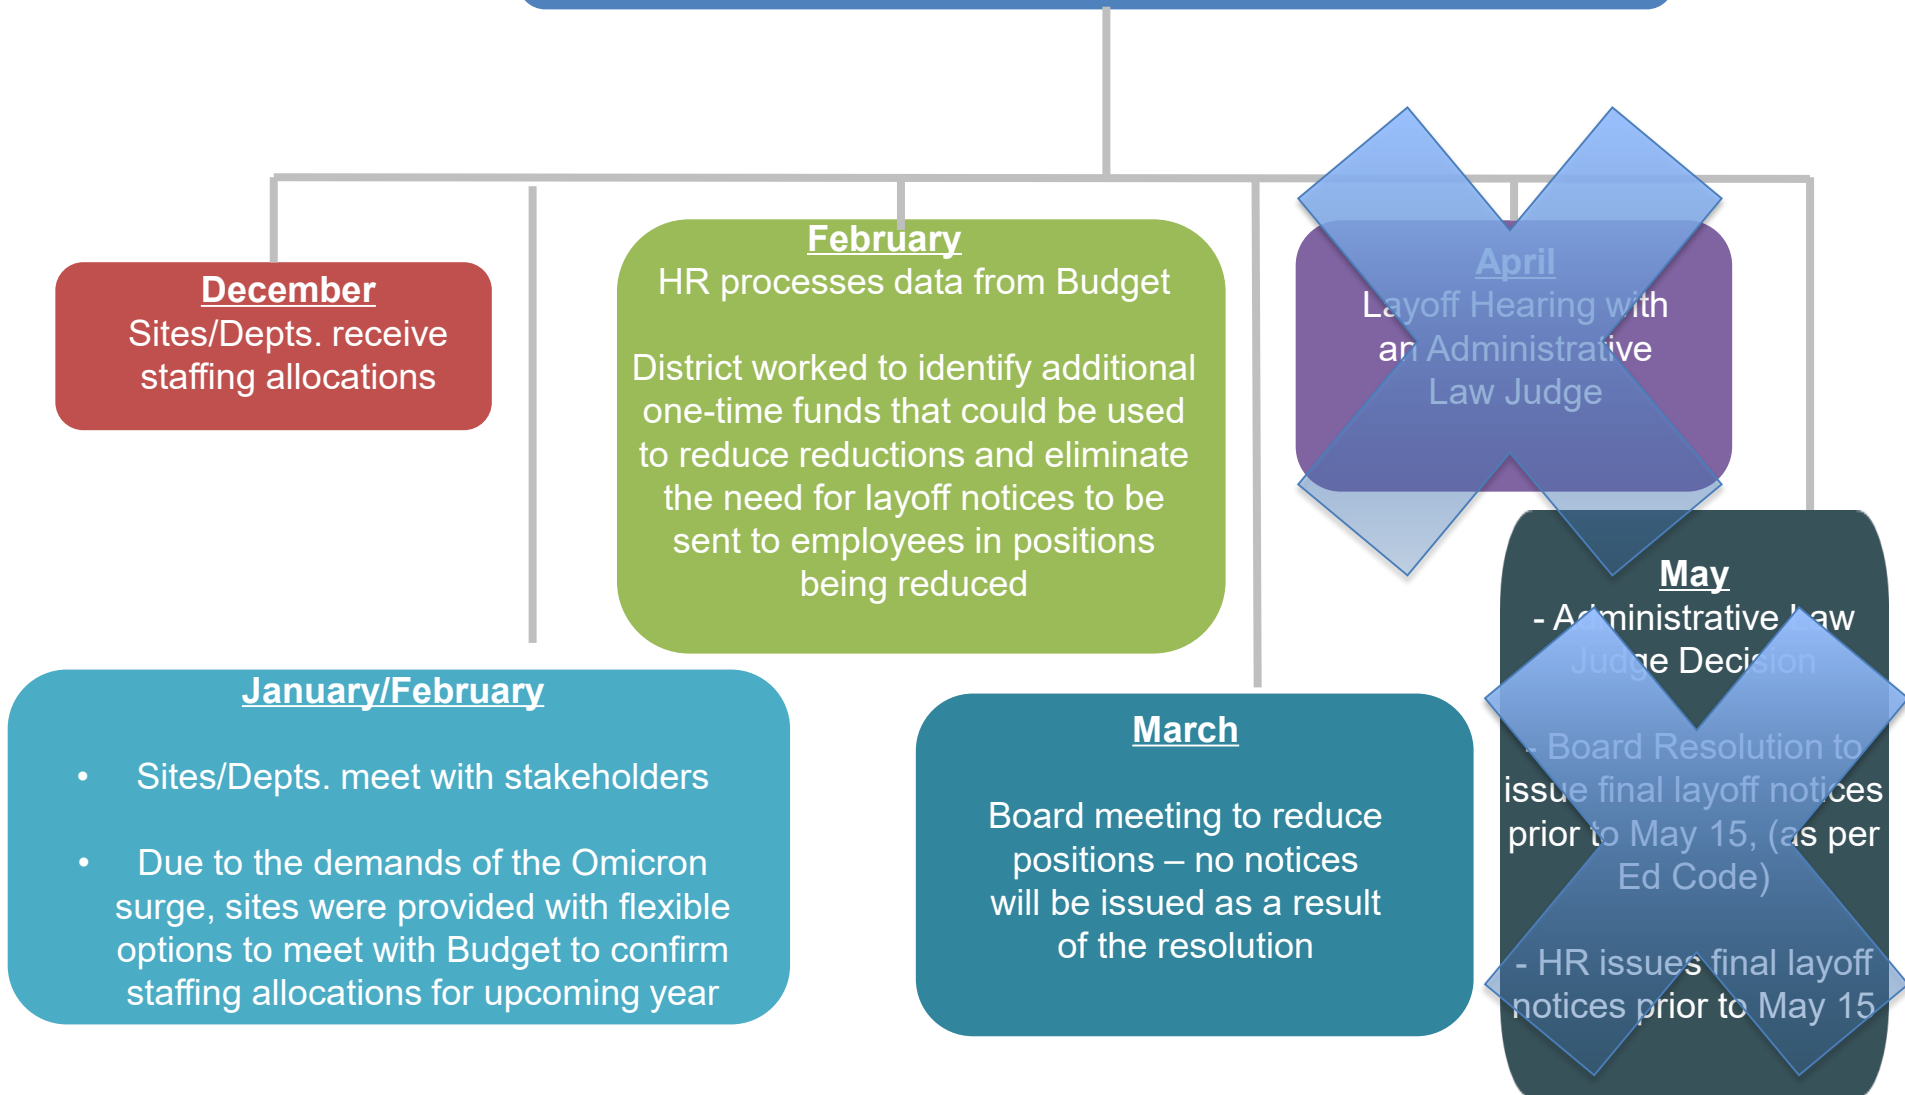 December
Sites/Depts. receive
staffing allocations
January/February
• Sites/Depts. meet with stakeholders
• Due to the demands of the Omicron
surge, sites were provided with flexible
options to meet with Budget to confirm
staffing allocations for upcoming year
February
HR processes data from Budget
District worked to identify additional
one-time funds that could be used
to reduce reductions and eliminate
the need for layoff notices to be
sent to employees in positions
being reduced
March
Board meeting to reduce
positions – no notices
will be issued as a result
of the resolution
April
Layoff Hearing with
an Administrative
Law Judge
May
- Administrative Law
Judge Decision
- Board Resolution to
issue final layoff notices
prior to May 15, (as per
Ed Code)
- HR issues final layoff
notices prior to May 15